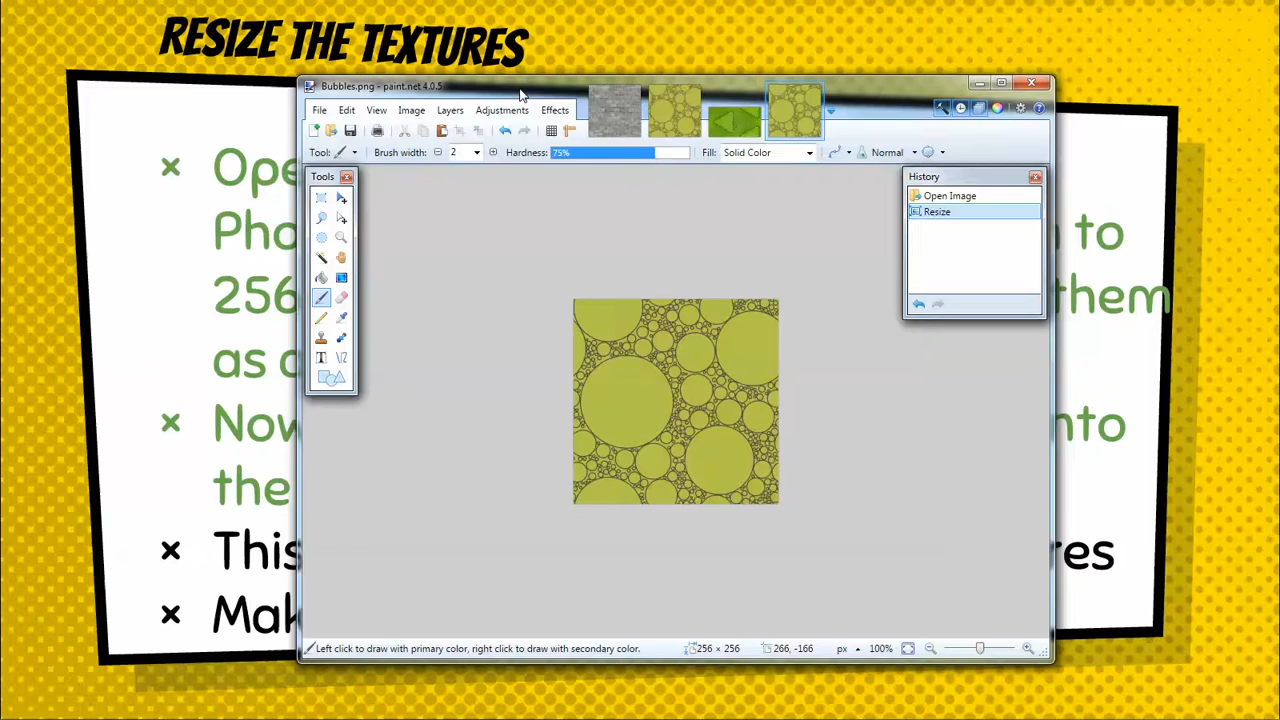 RESIZE THE TEXTURES
Bubbles.png - paint.net 4.0.5
File Edit View Image Layers Adjustments Effects
Tool: Brush width: 2 Hardness: 75% Fill: Solid Color Normal
Tools
History
Open Image
Resize
× Ope
Pho n to
256 them
as a
× Now nto
the
× This res
× Mak
Left click to draw with primary color, right click to draw with secondary color. 256 × 256 266, -166 px 100%